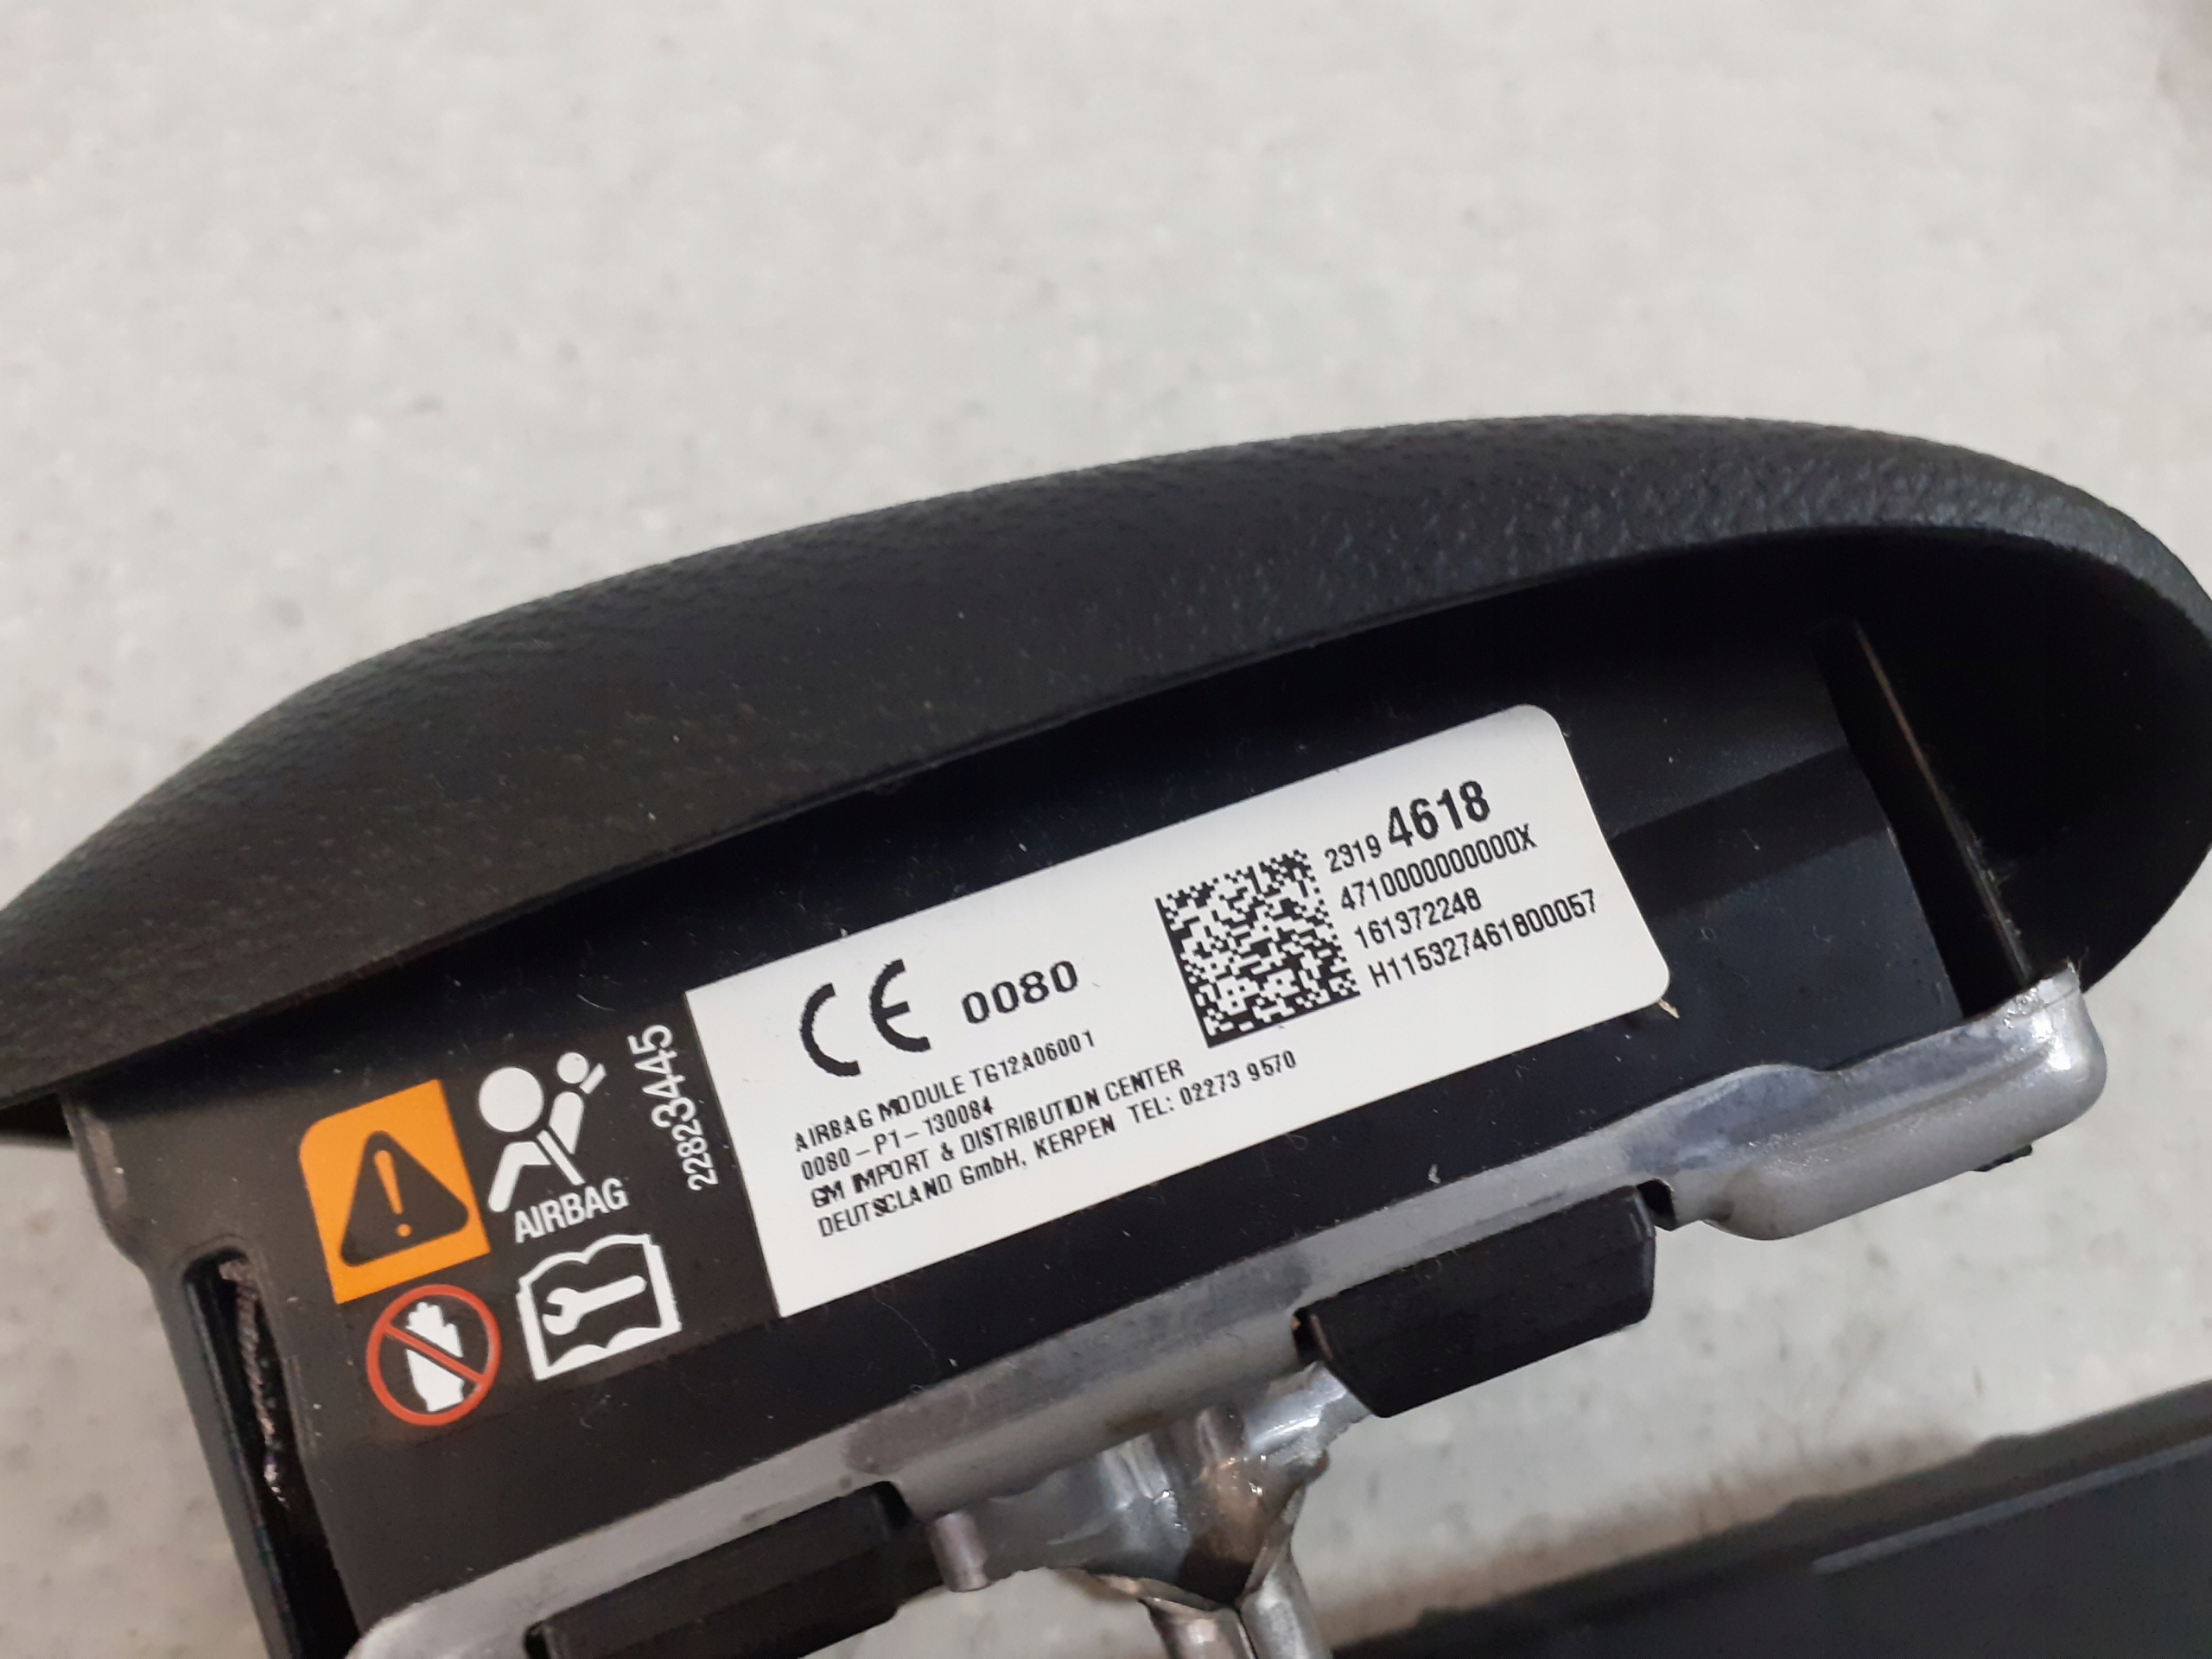 AIRBAG
22823445
CE 0080
AIRBAG MODULE TG12A06001
0080-P1-130084
GM IMPORT & DISTRIBUTION CENTER
DEUTSCLAND GmbH, KERPEN TEL: 02273 9570
2319 4618
4710000000000X
161372248
H115327461800057